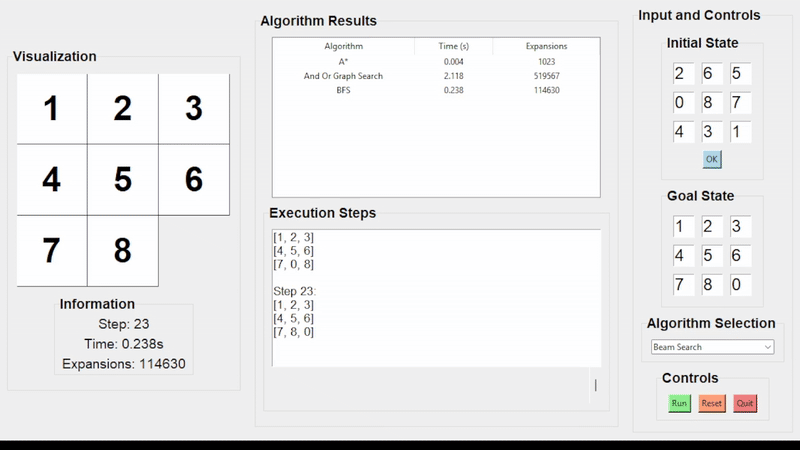 Visualization
1 2 3
4 5 6
7 8
Information
Step: 23
Time: 0.238s
Expansions: 114630
Algorithm Results
Algorithm Time (s) Expansions
A* 0.004 1023
And Or Graph Search 2.118 519567
BFS 0.238 114630
Execution Steps
[1, 2, 3]
[4, 5, 6]
[7, 0, 8]
Step 23:
[1, 2, 3]
[4, 5, 6]
[7, 8, 0]
Input and Controls
Initial State
2 6 5
0 8 7
4 3 1
OK
Goal State
1 2 3
4 5 6
7 8 0
Algorithm Selection
Beam Search
Controls
Run Reset Quit